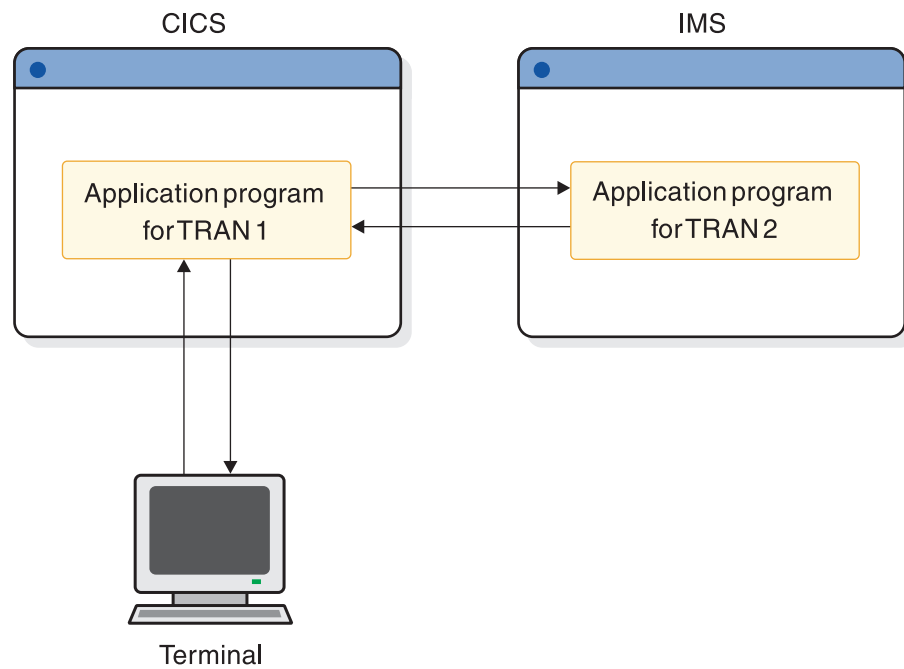 CICS
IMS
Application program
for TRAN 1
Application program
for TRAN 2
Terminal